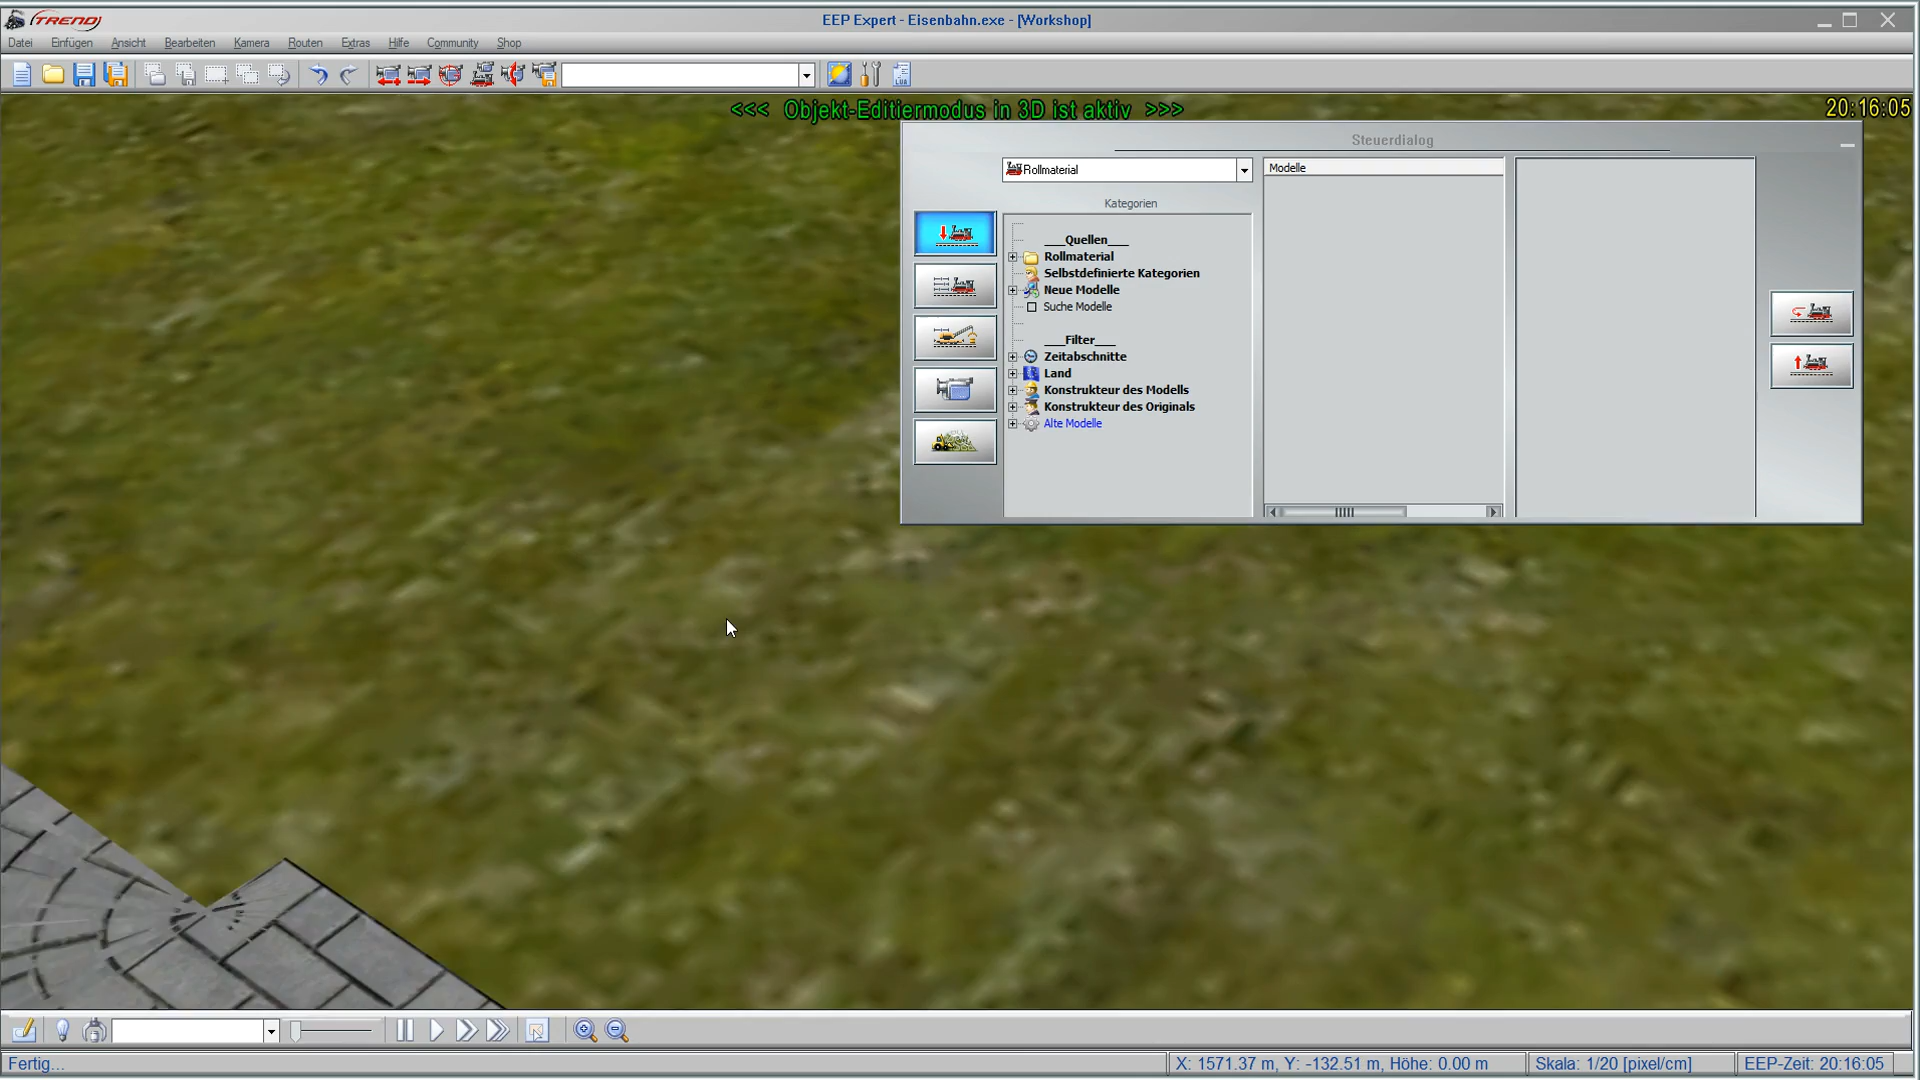 TREND
EEP Expert - Eisenbahn.exe - [Workshop]
Datei Einfügen Ansicht Bearbeiten Kamera Routen Extras Hilfe Community Shop
<<< Objekt-Editiermodus in 3D ist aktiv >>>
20:16:05
Steuerdialog
Rollmaterial
Modelle
Kategorien
___Quellen___
Rollmaterial
Selbstdefinierte Kategorien
Neue Modelle
Suche Modelle
___Filter___
Zeitabschnitte
Land
Konstrukteur des Modells
Konstrukteur des Originals
Alte Modelle
Fertig...
X: 1571.37 m, Y: -132.51 m, Höhe: 0.00 m
Skala: 1/20 [pixel/cm]
EEP-Zeit: 20:16:05